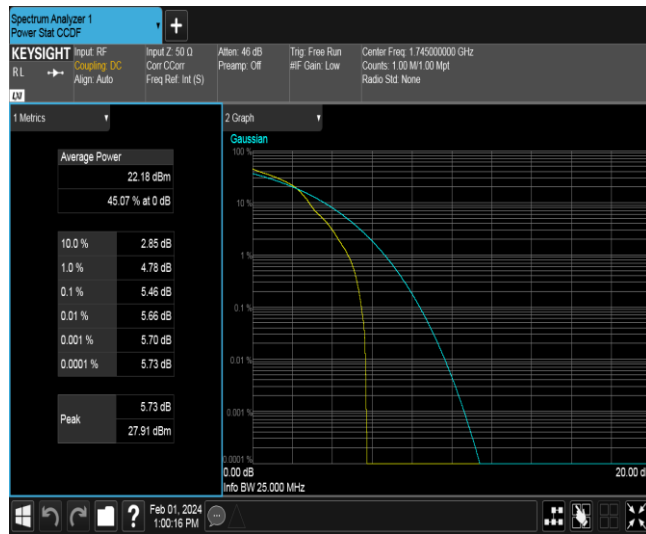 Spectrum Analyzer 1
Power Stat CCDF
+
KEYSIGHT
RL
LXI
Input: RF
Coupling: DC
Align: Auto
Input Z: 50 Ω
Corr CCorr
Freq Ref: Int (S)
Atten: 46 dB
Preamp: Off
Trig: Free Run
#IF Gain: Low
Center Freq: 1.745000000 GHz
Counts: 1.00 M/1.00 Mpt
Radio Std: None
1 Metrics
Average Power
22.18 dBm
45.07 % at 0 dB
10.0 % 2.85 dB
1.0 % 4.78 dB
0.1 % 5.46 dB
0.01 % 5.66 dB
0.001 % 5.70 dB
0.0001 % 5.73 dB
Peak
5.73 dB
27.91 dBm
2 Graph
Gaussian
100 %
10 %
1 %
0.1 %
0.01 %
0.001 %
0.0001 %
0.00 dB
20.00 d
Info BW 25.000 MHz
?
Feb 01, 2024
1:00:16 PM